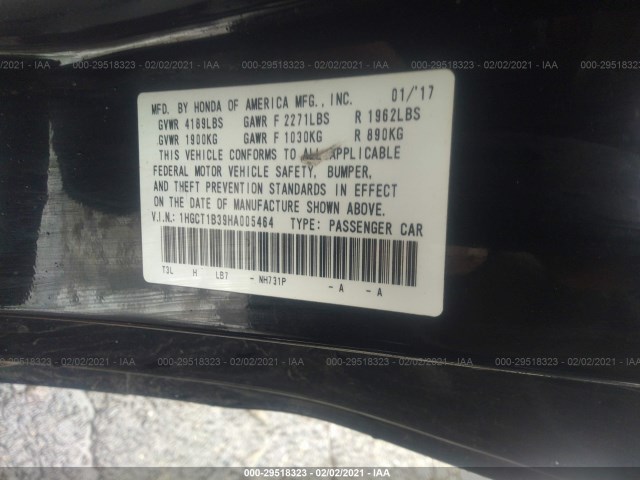 000-29518323 - 02/02/2021 - IAA
MFD. BY HONDA OF AMERICA MFG., INC. 01/'17
GVWR 4189LBS GAWR F 2271LBS R 1962LBS
GVWR 1900KG GAWR F 1030KG R 890KG
THIS VEHICLE CONFORMS TO ALL APPLICABLE
FEDERAL MOTOR VEHICLE SAFETY, BUMPER,
AND THEFT PREVENTION STANDARDS IN EFFECT
ON THE DATE OF MANUFACTURE SHOWN ABOVE.
V.I.N.: 1HGCT1B39HA005464 TYPE: PASSENGER CAR
T3L H LB7 - NH731P - A - A
000-29518323 - 02/02/2021 - IAA
000-29518323 - 02/02/2021 - IAA